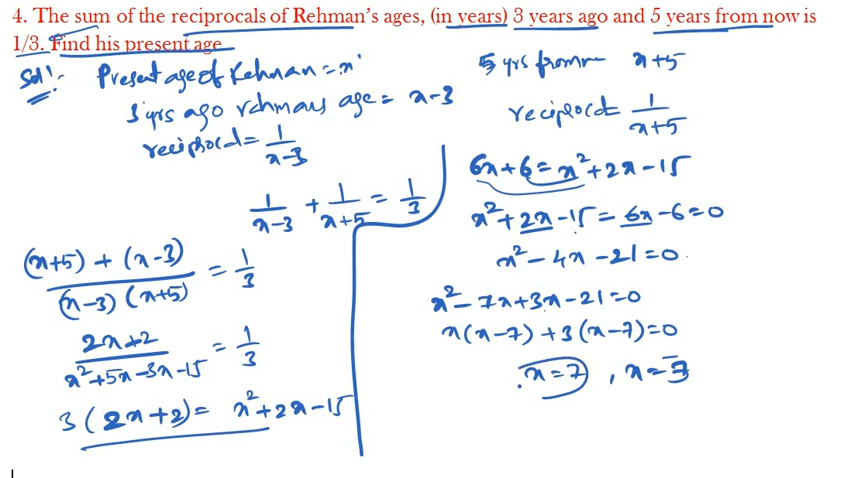 4. The sum of the reciprocals of Rehman's ages, (in years) 3 years ago and 5 years from now is
1/3. Find his present age
Sol!:- Present age of Rehman = x
3 yrs ago rehmans age = x-3
reciprocal = 1/x-3
1/x-3 + 1/x+5 = 1/3
(x+5) + (x-3) / (x-3) (x+5) = 1/3
2x+2 / x²+5x-3x-15 = 1/3
3 (2x+2) = x²+2x-15
5 yrs from x+5
reciprocal = 1/x+5
6x+6 = x²+2x-15
x²+2x-15=6x-6=0
x²-4x-21=0.
x²-7x+3x-21=0
x(x-7) +3(x-7)=0
x=7, x=-3